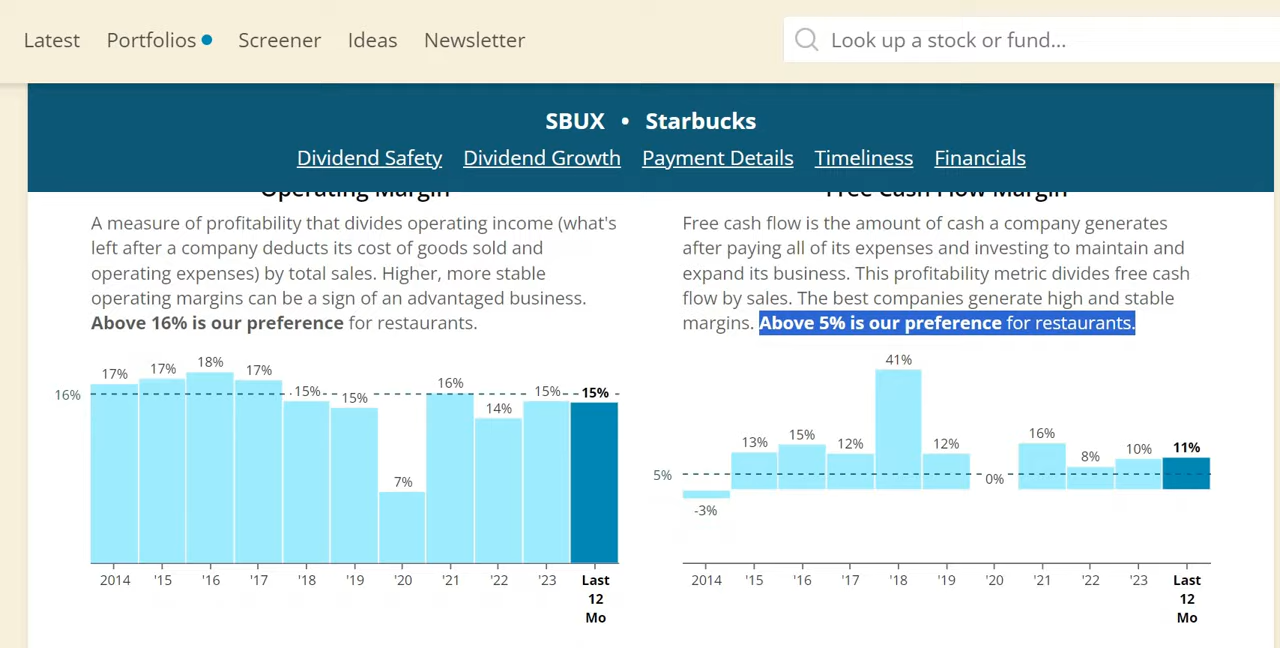 Latest Portfolios Screener Ideas Newsletter Look up a stock or fund...
SBUX • Starbucks
Dividend Safety Dividend Growth Payment Details Timeliness Financials
Operating Margin
A measure of profitability that divides operating income (what's
left after a company deducts its cost of goods sold and
operating expenses) by total sales. Higher, more stable
operating margins can be a sign of an advantaged business.
Above 16% is our preference for restaurants.
17% 17% 18% 17% 15% 15% 7% 16% 14% 15% 15%
16%
2014 '15 '16 '17 '18 '19 '20 '21 '22 '23 Last
12
Mo
Free Cash Flow Margin
Free cash flow is the amount of cash a company generates
after paying all of its expenses and investing to maintain and
expand its business. This profitability metric divides free cash
flow by sales. The best companies generate high and stable
margins. Above 5% is our preference for restaurants.
-3% 13% 15% 12% 41% 12% 0% 16% 8% 10% 11%
5%
2014 '15 '16 '17 '18 '19 '20 '21 '22 '23 Last
12
Mo